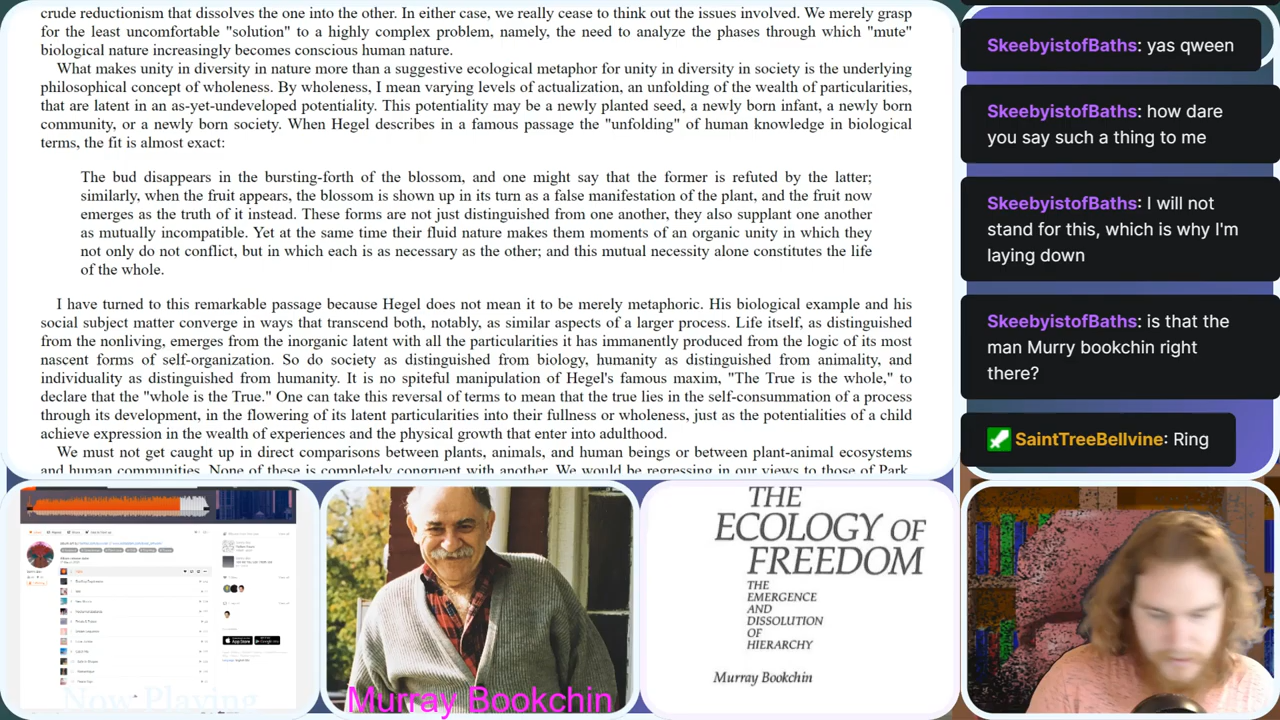 crude reductionism that dissolves the one into the other. In either case, we really cease to think out the issues involved. We merely grasp
for the least uncomfortable "solution" to a highly complex problem, namely, the need to analyze the phases through which "mute"
biological nature increasingly becomes conscious human nature.
What makes unity in diversity in nature more than a suggestive ecological metaphor for unity in diversity in society is the underlying
philosophical concept of wholeness. By wholeness, I mean varying levels of actualization, an unfolding of the wealth of particularities,
that are latent in an as-yet-undeveloped potentiality. This potentiality may be a newly planted seed, a newly born infant, a newly born
community, or a newly born society. When Hegel describes in a famous passage the "unfolding" of human knowledge in biological
terms, the fit is almost exact:
The bud disappears in the bursting-forth of the blossom, and one might say that the former is refuted by the latter;
similarly, when the fruit appears, the blossom is shown up in its turn as a false manifestation of the plant, and the fruit now
emerges as the truth of it instead. These forms are not just distinguished from one another, they also supplant one another
as mutually incompatible. Yet at the same time their fluid nature makes them moments of an organic unity in which they
not only do not conflict, but in which each is as necessary as the other; and this mutual necessity alone constitutes the life
of the whole.
I have turned to this remarkable passage because Hegel does not mean it to be merely metaphoric. His biological example and his
social subject matter converge in ways that transcend both, notably, as similar aspects of a larger process. Life itself, as distinguished
from the nonliving, emerges from the inorganic latent with all the particularities it has immanently produced from the logic of its most
nascent forms of self-organization. So do society as distinguished from biology, humanity as distinguished from animality, and
individuality as distinguished from humanity. It is no spiteful manipulation of Hegel's famous maxim, "The True is the whole," to
declare that the "whole is the True." One can take this reversal of terms to mean that the true lies in the self-consummation of a process
through its development, in the flowering of its latent particularities into their fullness or wholeness, just as the potentialities of a child
achieve expression in the wealth of experiences and the physical growth that enter into adulthood.
We must not get caught up in direct comparisons between plants, animals, and human beings or between plant-animal ecosystems
and human communities. None of these is completely congruent with another. We would be regressing in our views to those of Park,
SkeebyistofBaths: yas qween
SkeebyistofBaths: how dare
you say such a thing to me
SkeebyistofBaths: I will not
stand for this, which is why I'm
laying down
SkeebyistofBaths: is that the
man Murry bookchin right
there?
SaintTreeBellvine: Ring
Now Playing
Murray Bookchin
THE
ECOLOGY OF
FREEDOM
THE
EMERGENCE
AND
DISSOLUTION
OF
HIERARCHY
Murray Bookchin